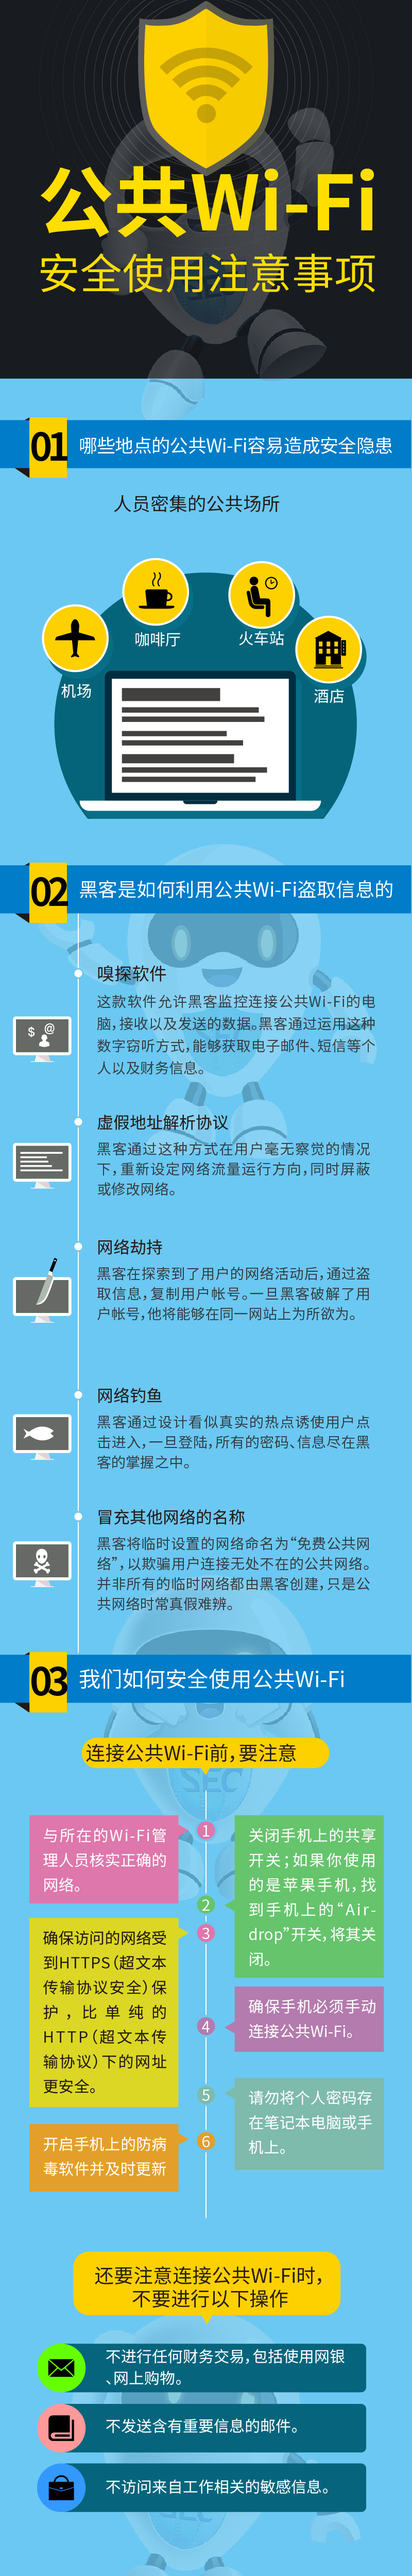 公共Wi-Fi
安全使用注意事项
01
哪些地点的公共Wi-Fi容易造成安全隐患
人员密集的公共场所
机场
咖啡厅
火车站
酒店
02
黑客是如何利用公共Wi-Fi盗取信息的
$ @
嗅探软件
这款软件允许黑客监控连接公共Wi-Fi的电
脑，接收以及发送的数据。黑客通过运用这种
数字窃听方式，能够获取电子邮件、短信等个
人以及财务信息。
虚假地址解析协议
黑客通过这种方式在用户毫无察觉的情况
下，重新设定网络流量运行方向，同时屏蔽
或修改网络。
网络劫持
黑客在探索到了用户的网络活动后，通过盗
取信息，复制用户帐号。一旦黑客破解了用
户帐号，他将能够在同一网站上为所欲为。
网络钓鱼
黑客通过设计看似真实的热点诱使用户点
击进入，一旦登陆，所有的密码、信息尽在黑
客的掌握之中。
冒充其他网络的名称
黑客将临时设置的网络命名为“免费公共网
络”，以欺骗用户连接无处不在的公共网络。
并非所有的临时网络都由黑客创建，只是公
共网络时常真假难辨。
03
我们如何安全使用公共Wi-Fi
连接公共Wi-Fi前，要注意
SEC
1
与所在的Wi-Fi管
理人员核实正确的
网络。
2
关闭手机上的共享
开关；如果你使用
的是苹果手机，找
到手机上的“Air-
drop”开关，将其关
闭。
3
确保访问的网络受
到HTTPS（超文本
传输协议安全）保
护，比单纯的
HTTP（超文本传
输协议）下的网址
更安全。
4
确保手机必须手动
连接公共Wi-Fi。
5
请勿将个人密码存
在笔记本电脑或手
机上。
6
开启手机上的防病
毒软件并及时更新
还要注意连接公共Wi-Fi时，
不要进行以下操作
不进行任何财务交易，包括使用网银
、网上购物。
不发送含有重要信息的邮件。
不访问来自工作相关的敏感信息。
SEC